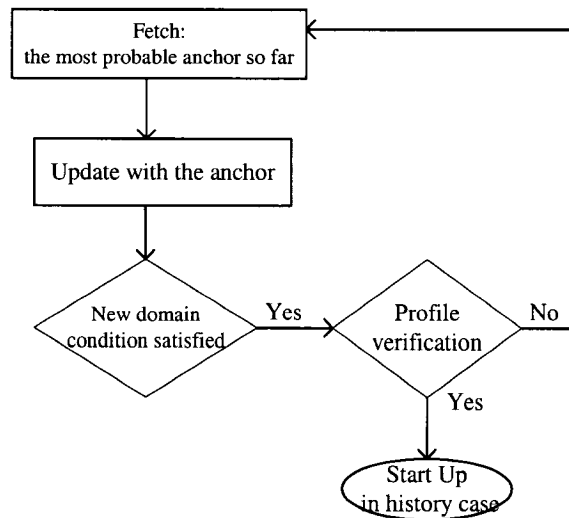 Fetch:
the most probable anchor so far
Update with the anchor
New domain
condition satisfied
Yes
Profile
verification
No
Yes
Start Up
in history case